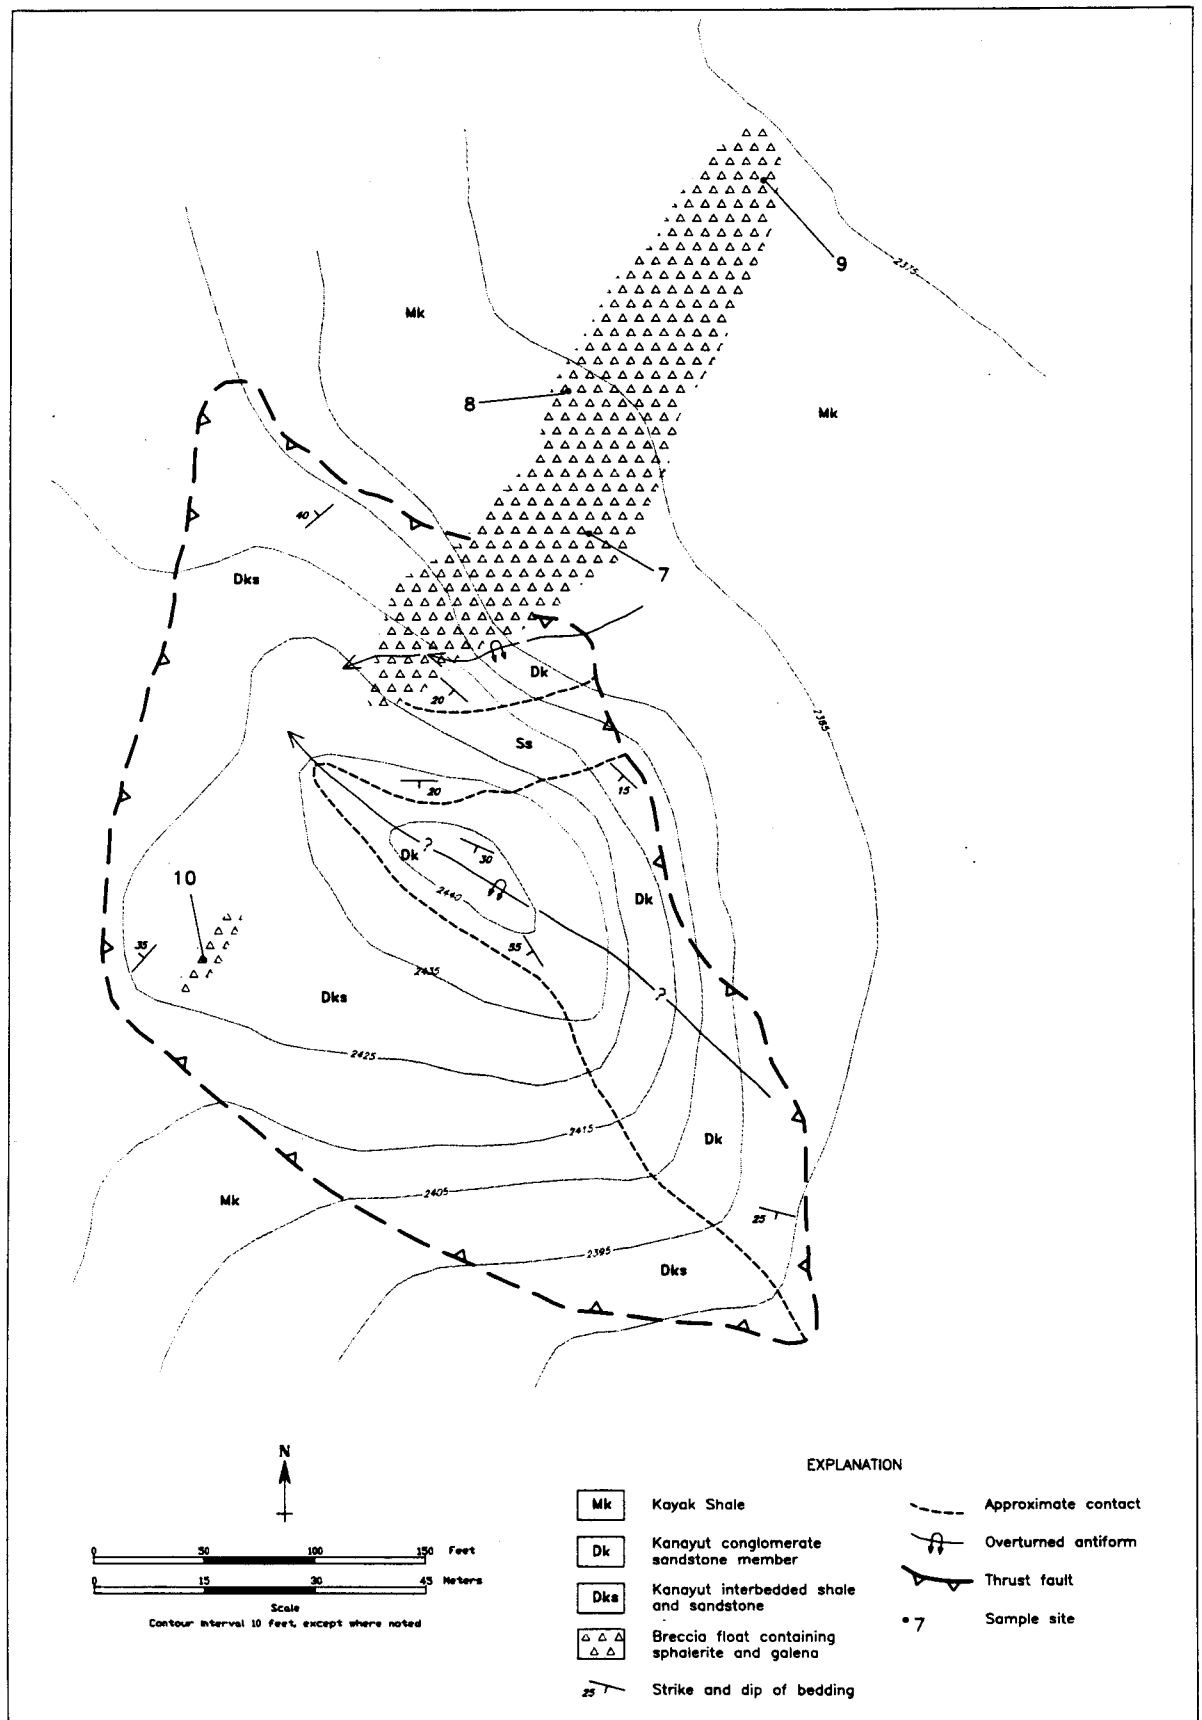 9
2375
Mk
8
Mk
40
7
Dks
Dk
20
2385
Ss
20
15
?
Dk
30
10
2440
Dk
35
55
2435
?
Dks
2425
2415
Dk
Mk
2405
25
2395
Dks
N
0 50 100 150 Feet
0 15 30 45 Meters
Scale
Contour interval 10 feet, except where noted
EXPLANATION
Mk Kayak Shale
Dk Kanayut conglomerate
sandstone member
Dks Kanayut interbedded shale
and sandstone
Breccia float containing
sphalerite and galena
25 Strike and dip of bedding
Approximate contact
Overturned antiform
Thrust fault
7 Sample site